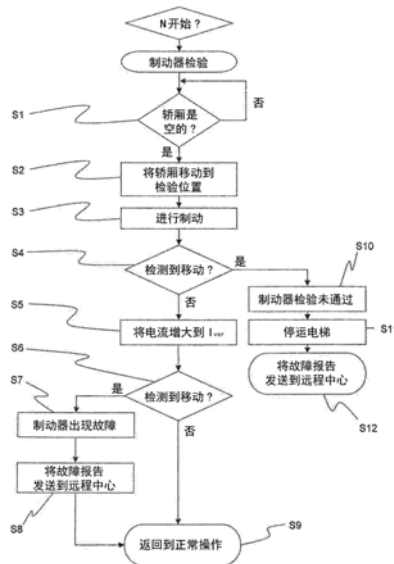 N开始？
制动器检验
S1
轿厢是
空的？
否
是
S2
将轿厢移动到
检验位置
S3
进行制动
S4
检测到移动？
是
否
S10
制动器检验未通过
S5
将电流增大到 Iver
停运电梯
S1
S6
将故障报告
发送到远程中心
S12
检测到移动？
是
否
S7
制动器出现故障
将故障报告
发送到远程中心
S8
返回到正常操作
S9